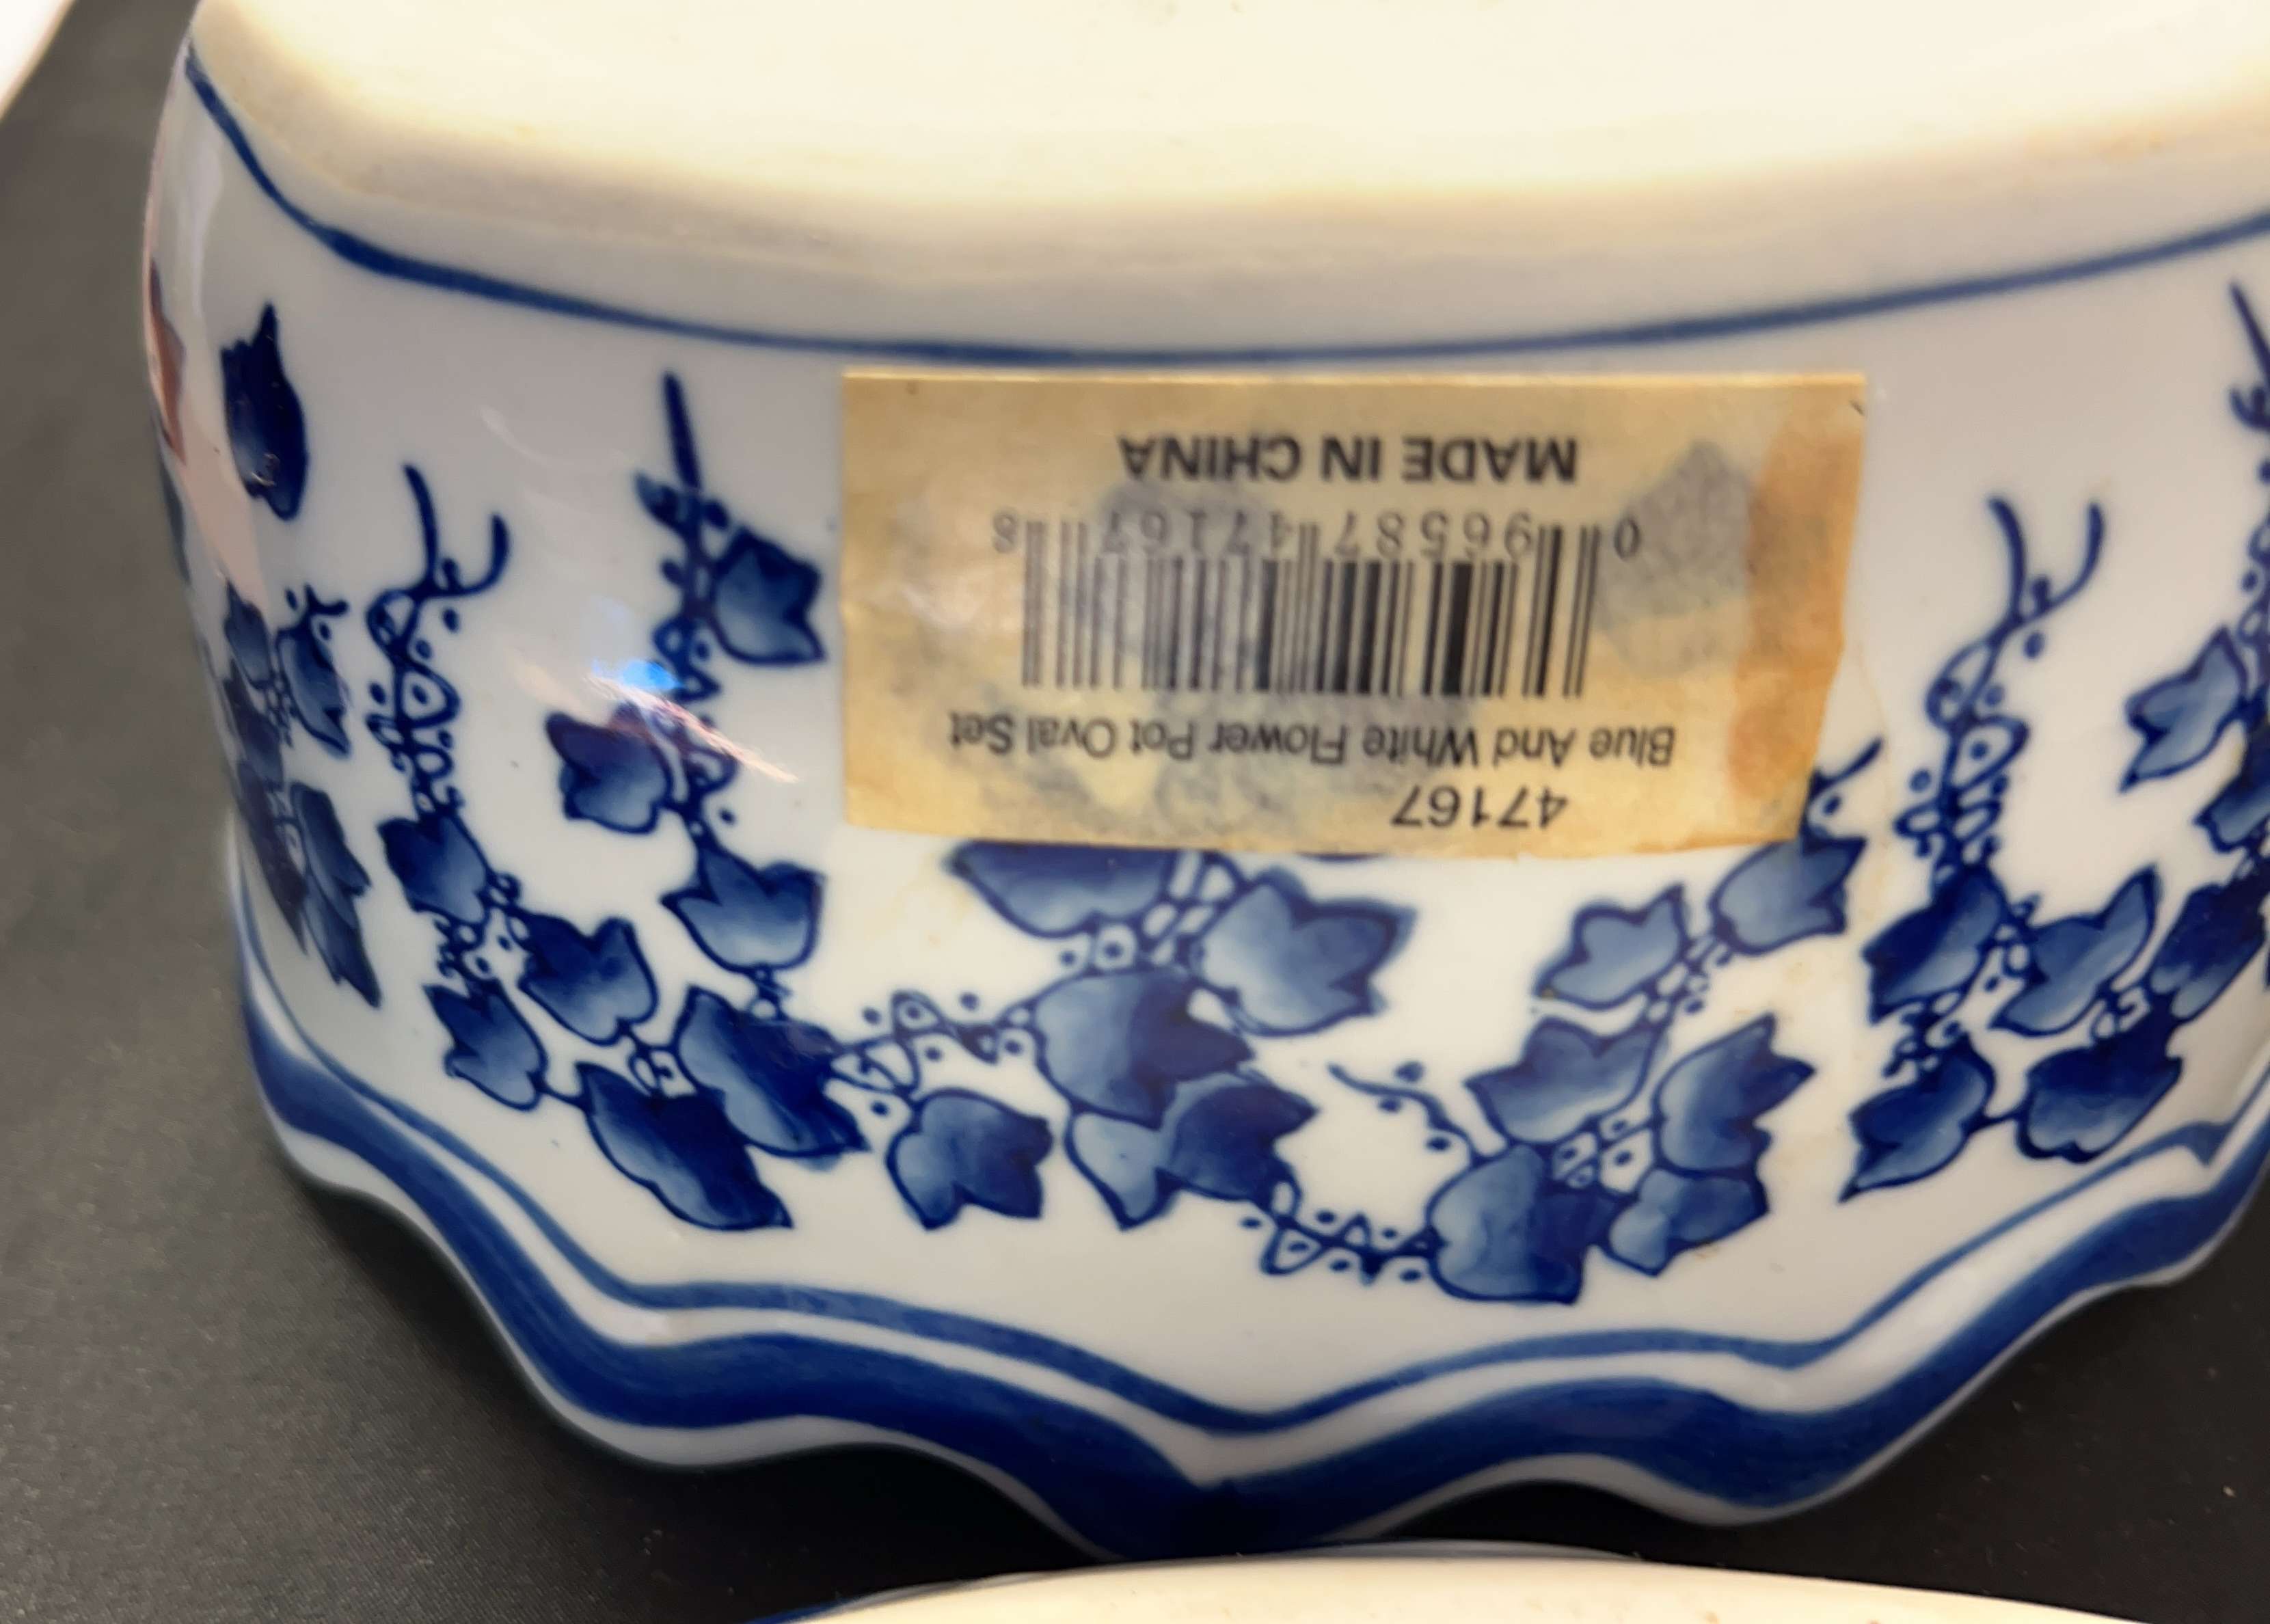 47167
Blue And White Flower Pot Oval Set
0 96587 47167 8
MADE IN CHINA